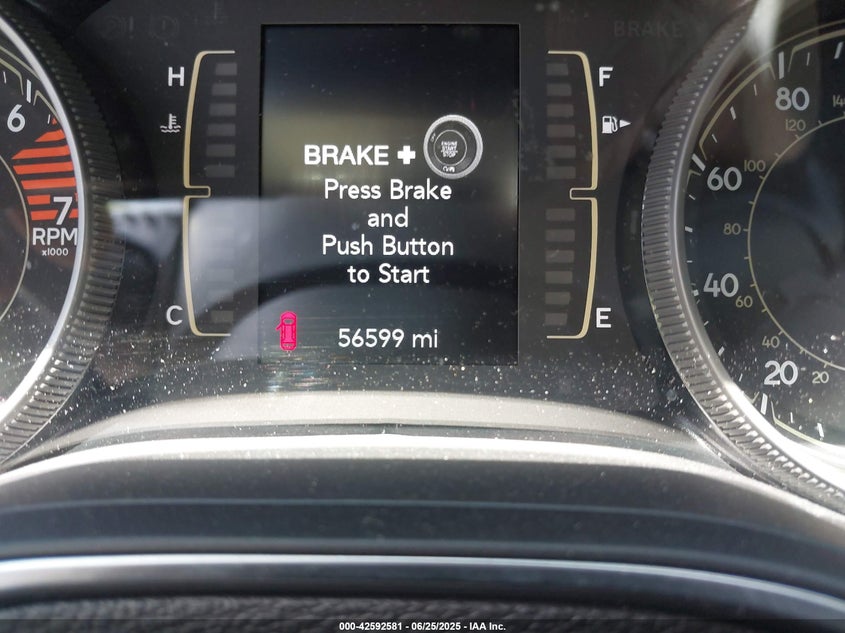 BRAKE
H
F
6
7
RPM
x1000
BRAKE +
ENGINE
START
STOP
Press Brake
and
Push Button
to Start
C
E
56599 mi
80
60
40
20
14
120
100
80
60
40
20
000-42592581 - 06/25/2025 - IAA Inc.